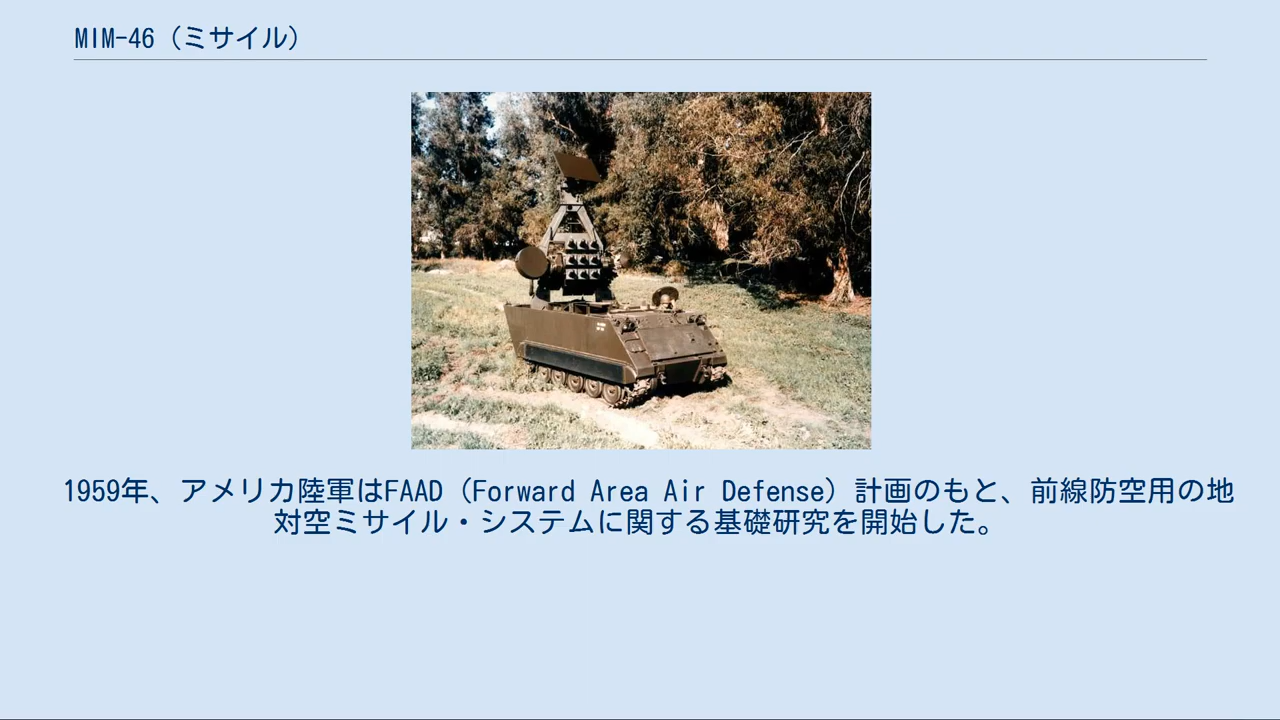 MIM-46（ミサイル）
1959年、アメリカ陸軍はFAAD（Forward Area Air Defense）計画のもと、前線防空用の地
対空ミサイル・システムに関する基礎研究を開始した。